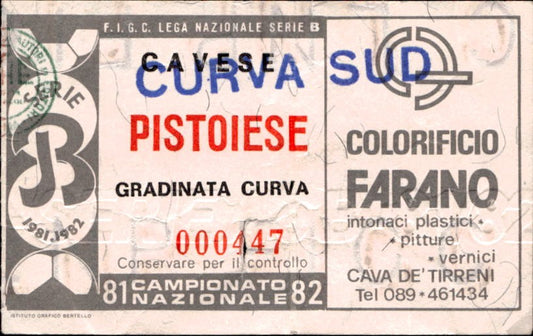 F.I.G.C. LEGA NAZIONALE SERIE B
CAVESE
CURVA SUD
PISTOIESE
GRADINATA CURVA
000447
Conservare per il controllo
81 CAMPIONATO NAZIONALE 82
SERIE
B
1981.1982
COLORIFICIO
FARANO
intonaci plastici
pitture
vernici
CAVA DE' TIRRENI
Tel 089 * 461434
ISTITUTO GRAFICO BERTELLO